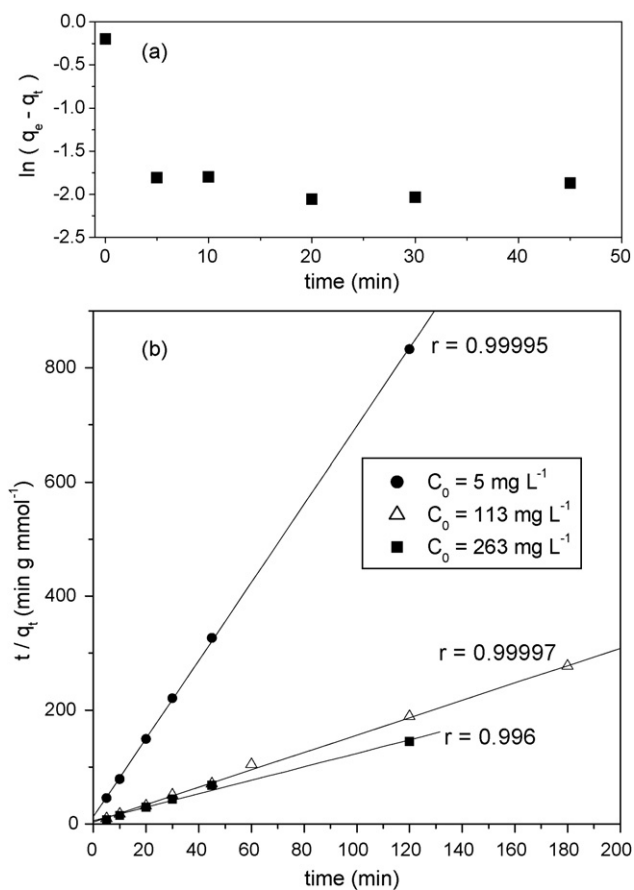 0.0
-0.5
-1.0
-1.5
-2.0
-2.5
ln ( qₑ - qₜ )
(a)
0 10 20 30 40 50
time (min)
(b)
r = 0.99995
800
600
400
200
0
t / qₜ (min g mmol⁻¹)
C₀ = 5 mg L⁻¹
C₀ = 113 mg L⁻¹
C₀ = 263 mg L⁻¹
r = 0.99997
r = 0.996
0 20 40 60 80 100 120 140 160 180 200
time (min)